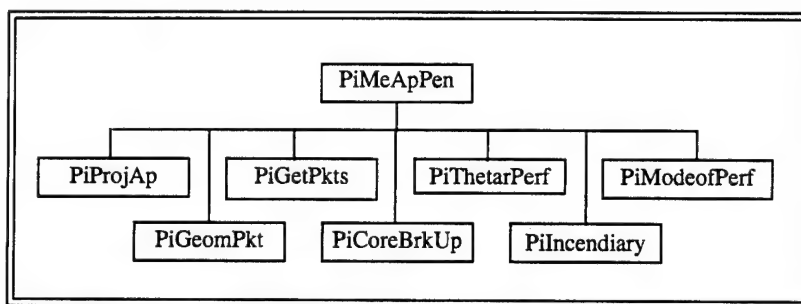 PiMeApPen
PiProjAp
PiGetPkts
PiThetarPerf
PiModeofPerf
PiGeomPkt
PiCoreBrkUp
PiIncendiary